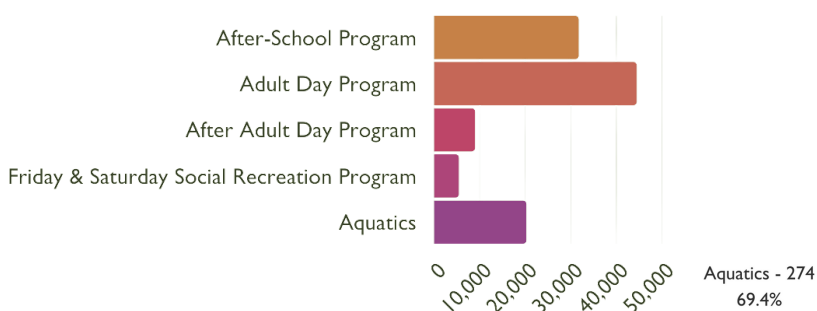 After-School Program
Adult Day Program
After Adult Day Program
Friday & Saturday Social Recreation Program
Aquatics
0
10,000
20,000
30,000
40,000
50,000
Aquatics - 274
69.4%